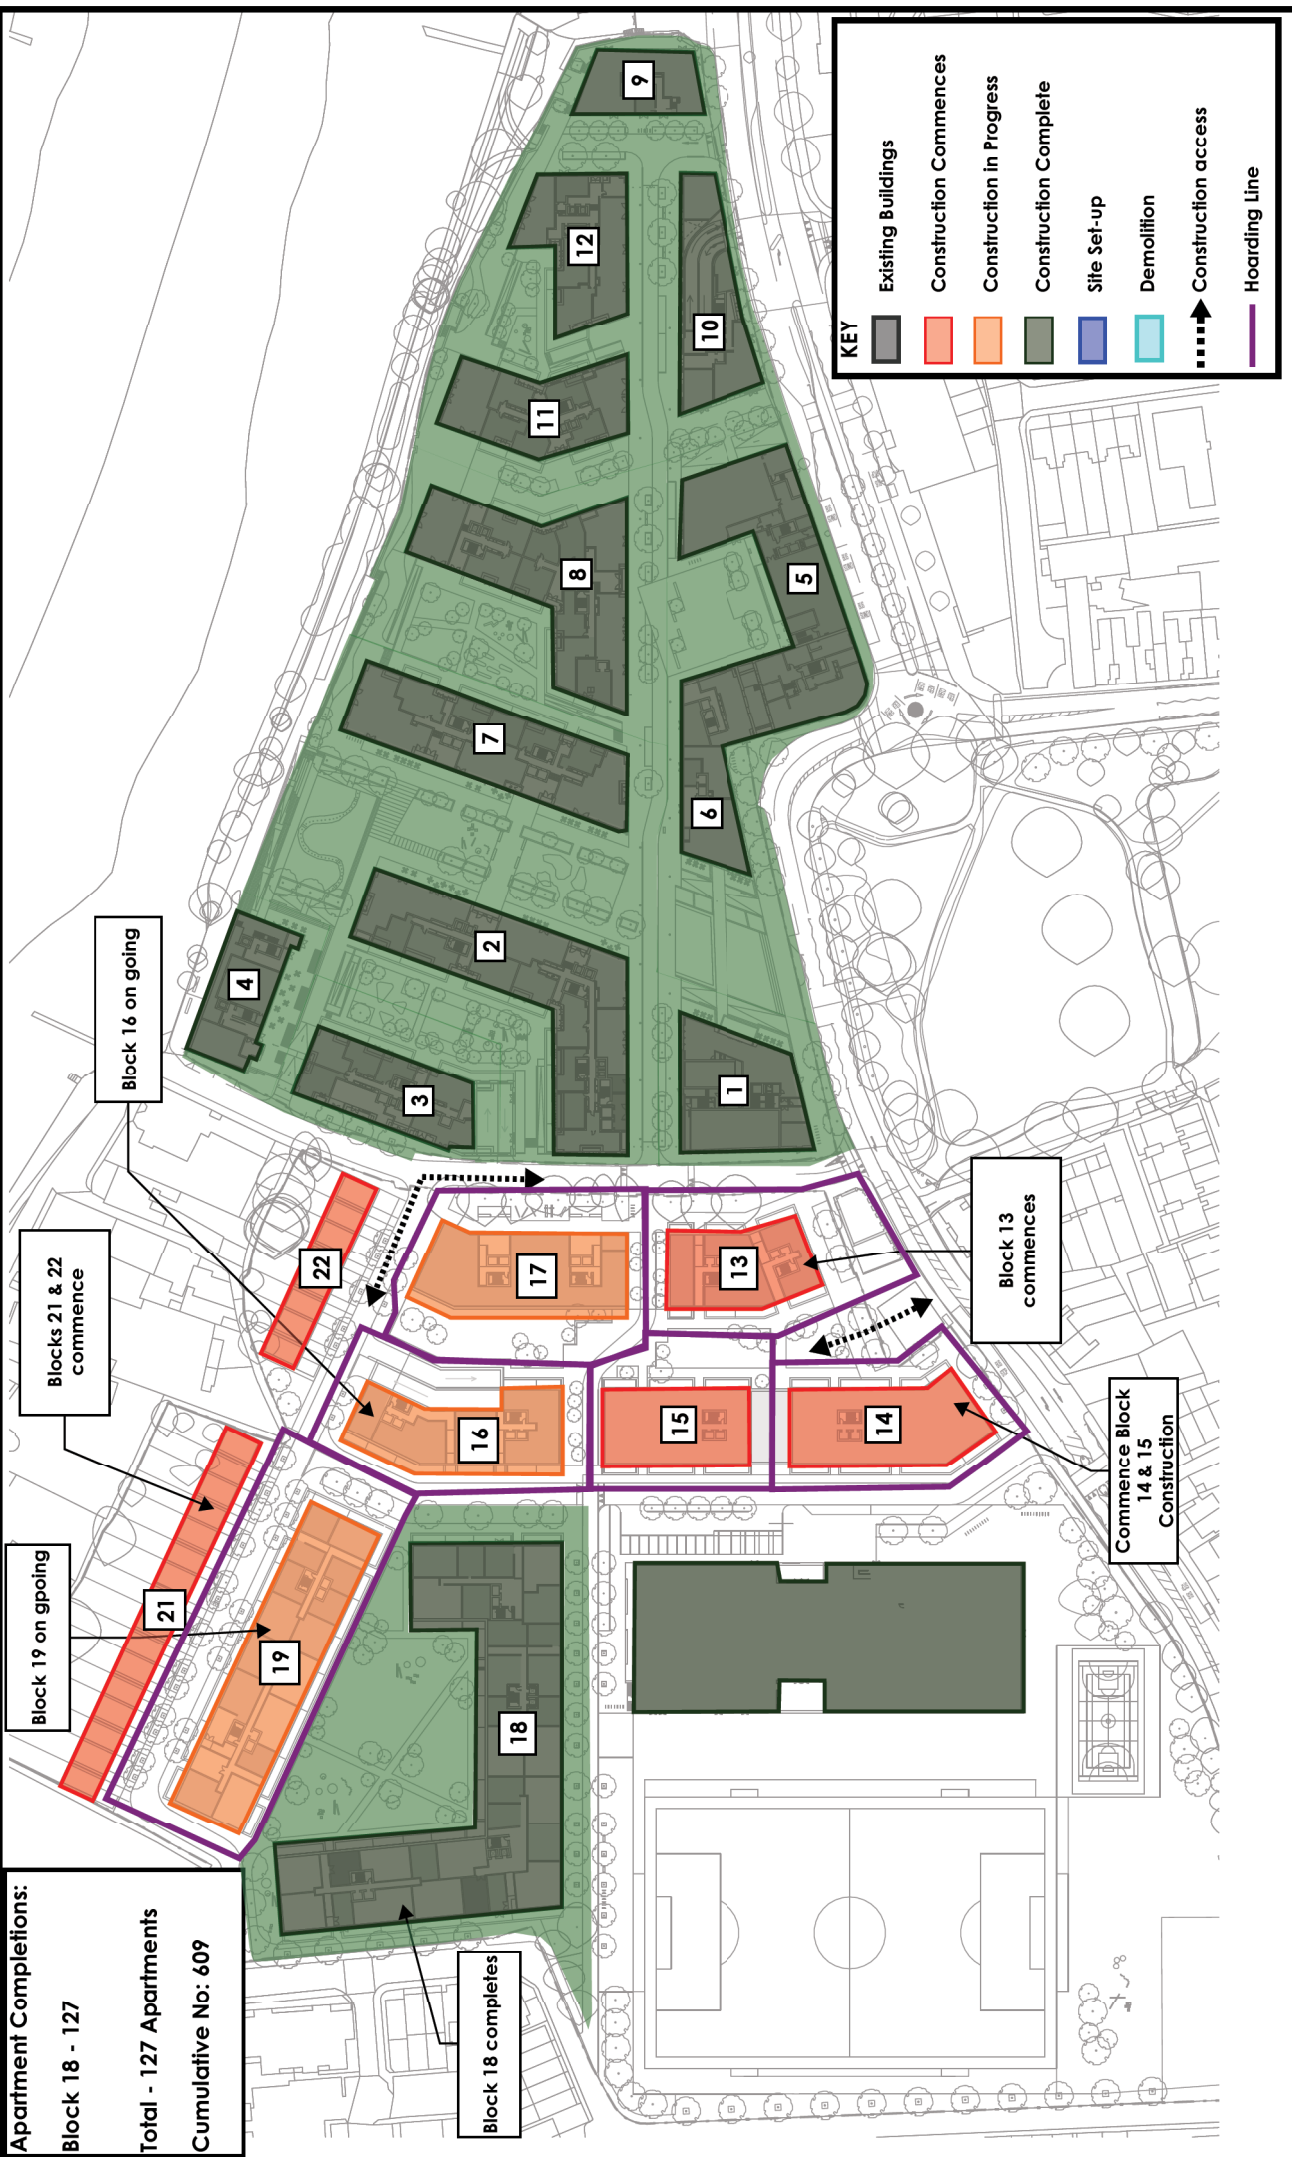 Apartment Completions:
Block 18 - 127
Total - 127 Apartments
Cumulative No: 609
Block 19 on gpoing
Blocks 21 & 22
commence
Block 16 on going
Block 18 completes
Commence Block
14 & 15
Construction
Block 13
commences
21
19
18
22
16
17
15
14
13
4
3
2
1
7
6
8
5
11
10
12
9
KEY
Existing Buildings
Construction Commences
Construction in Progress
Construction Complete
Site Set-up
Demolition
Construction access
Hoarding Line